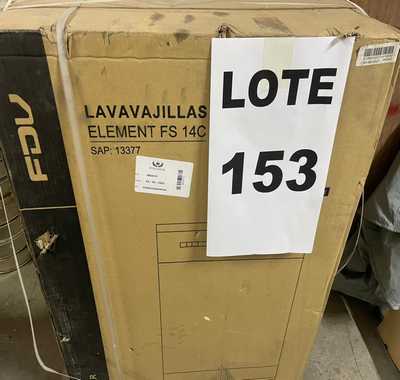 FDV
LAVAVAJILLAS
ELEMENT FS 14C
SAP: 13377
LOTE
153